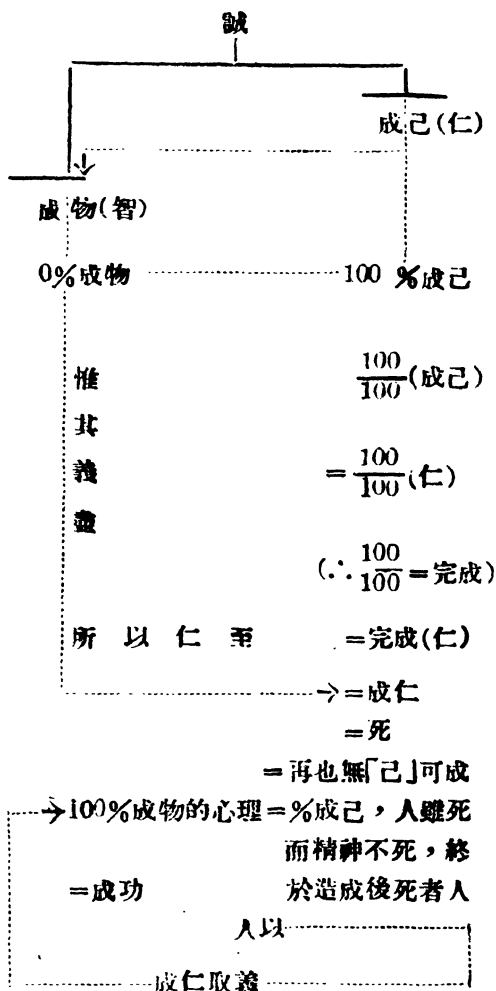 誠
成己(仁)
成物(智)
0%成物 100 %成己
惟其義盡
100/100(成己)
=100/100(仁)
(∴100/100=完成)
所以仁至 =完成(仁)
=成仁
=死
=再也無「己」可成
100%成物的心理=%成己，人雖死
而精神不死，終
=成功 於造成後死者人
人以
成仁取義